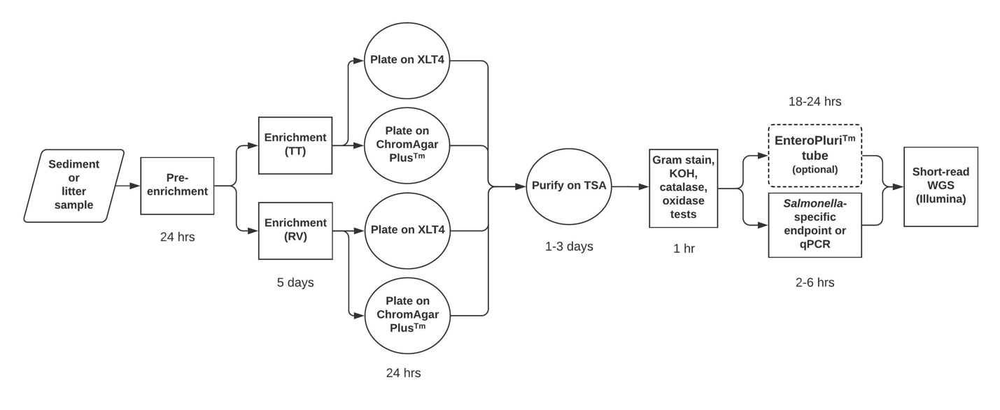 Sediment
or
litter
sample
Pre-
enrichment
24 hrs
Enrichment
(TT)
Enrichment
(RV)
5 days
Plate on XLT4
Plate on
ChromAgar
Plus™
Plate on XLT4
Plate on
ChromAgar
Plus™
24 hrs
Purify on TSA
1-3 days
Gram stain,
KOH,
catalase,
oxidase
tests
1 hr
18-24 hrs
EnteroPluri™
tube
(optional)
Salmonella-
specific
endpoint or
qPCR
2-6 hrs
Short-read
WGS
(Illumina)